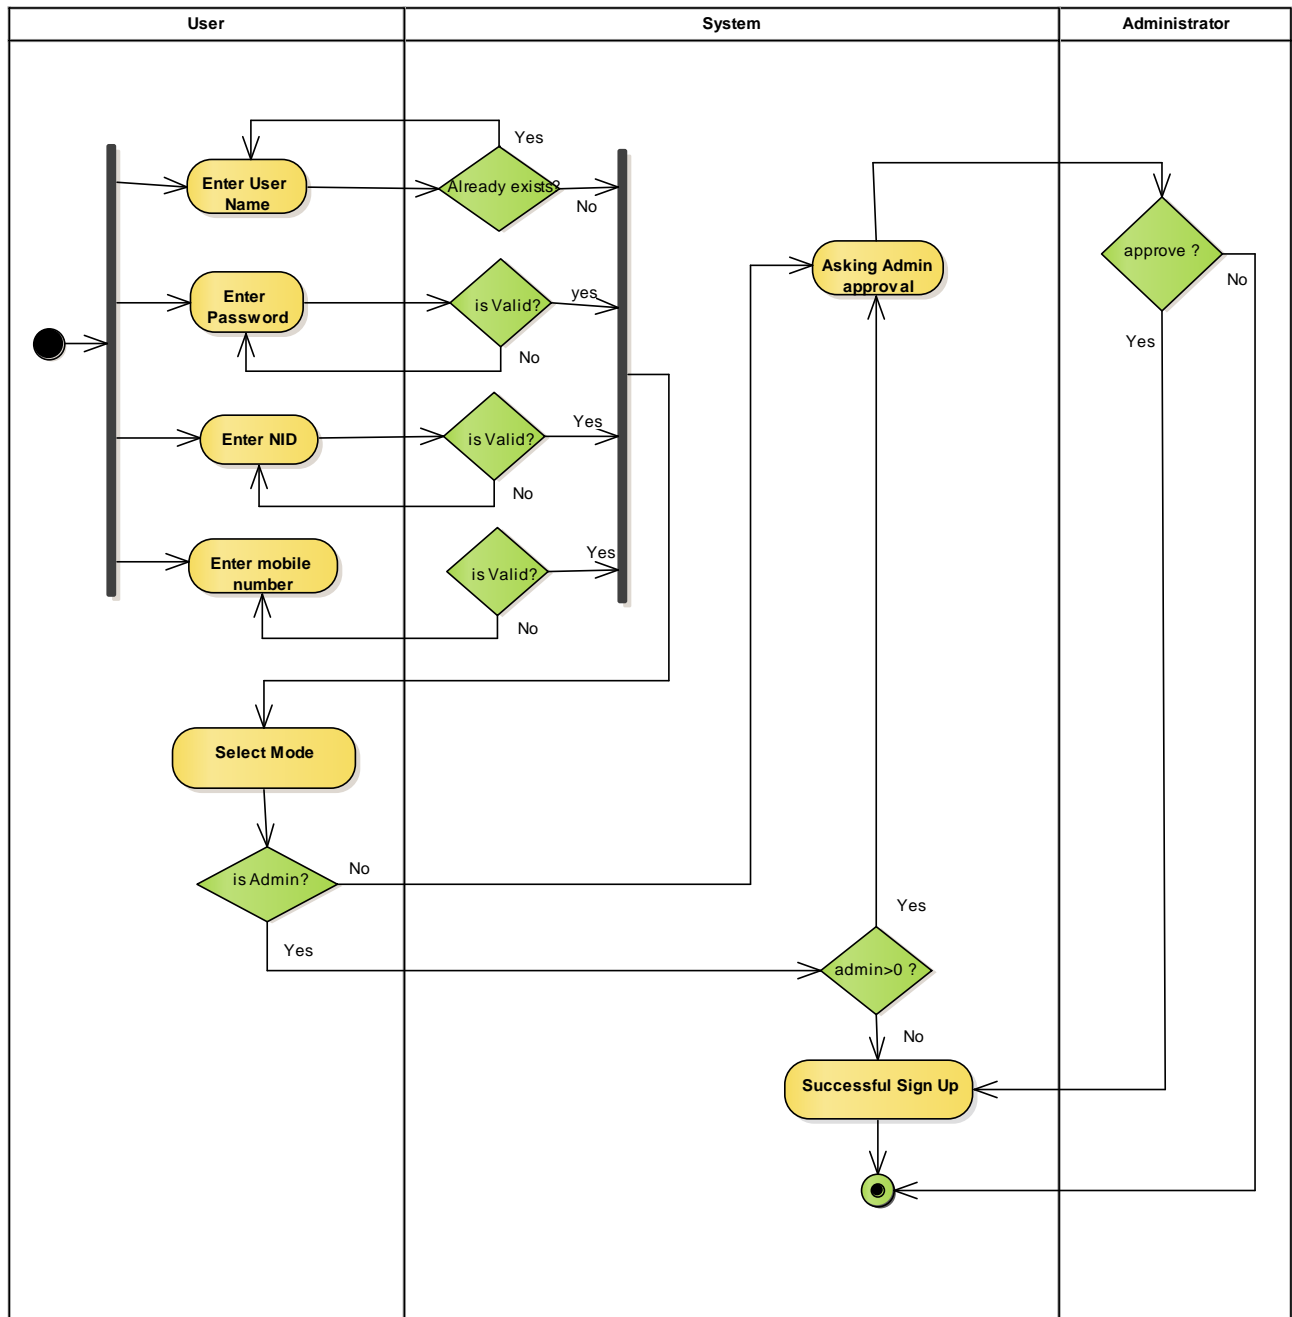 User
System
Administrator
Yes
Enter User
Name
Already exists?
No
Asking Admin
approval
approve ?
No
Enter
Password
is Valid?
yes
No
Yes
Enter NID
is Valid?
Yes
No
Enter mobile
number
is Valid?
Yes
No
Select Mode
is Admin?
No
Yes
Yes
admin>0 ?
No
Successful Sign Up